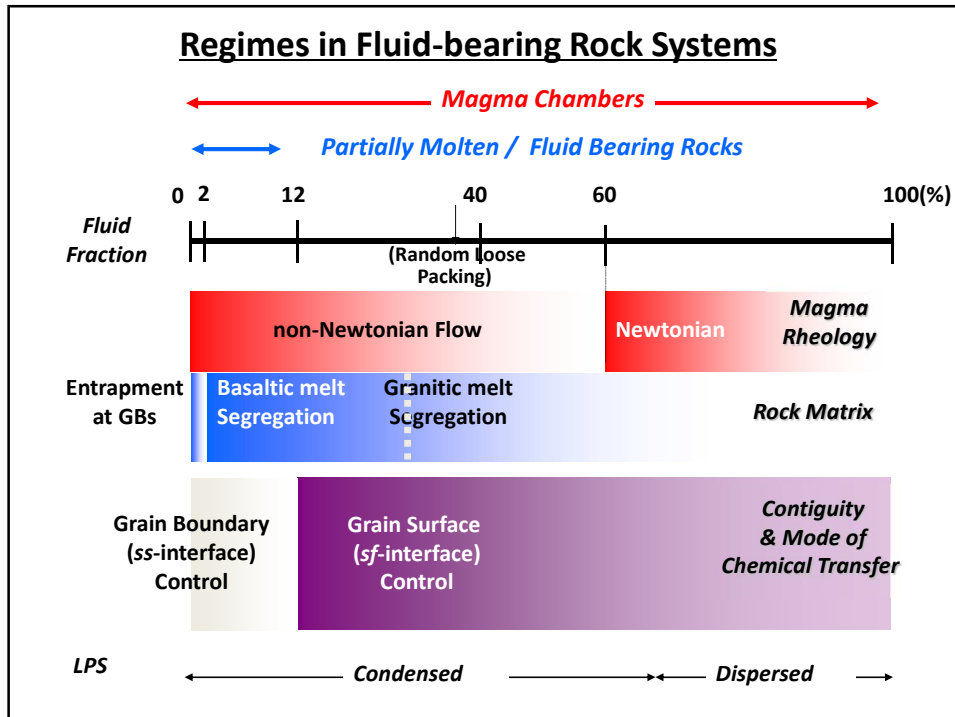 Regimes in Fluid-bearing Rock Systems
Magma Chambers
Partially Molten / Fluid Bearing Rocks
0 2 12 40 60 100(%)
Fluid
Fraction
(Random Loose
Packing)
non-Newtonian Flow
Newtonian
Magma
Rheology
Entrapment
at GBs
Basaltic melt
Segregation
Granitic melt
Segregation
Rock Matrix
Grain Boundary
(ss-interface)
Control
Grain Surface
(sf-interface)
Control
Contiguity
& Mode of
Chemical Transfer
LPS
Condensed
Dispersed